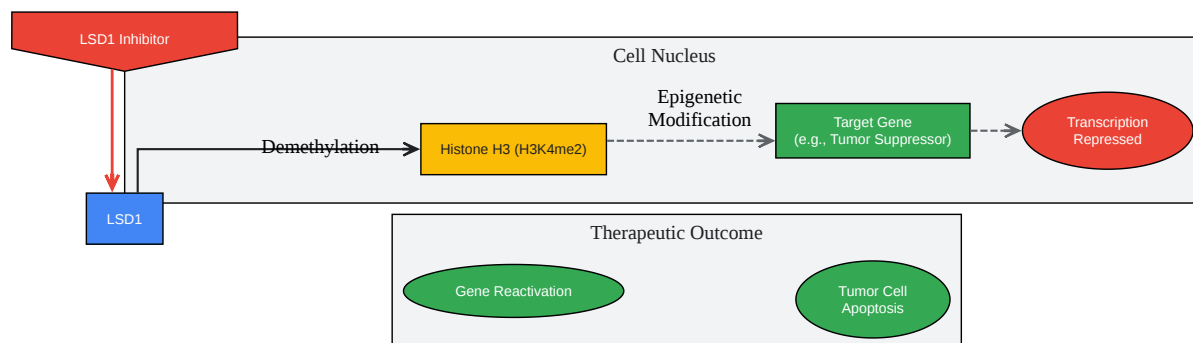 LSD1 Inhibitor
Cell Nucleus
Epigenetic
Modification
Target Gene
(e.g., Tumor Suppressor)
Transcription
Repressed
Demethylation
Histone H3 (H3K4me2)
LSD1
Therapeutic Outcome
Gene Reactivation
Tumor Cell
Apoptosis